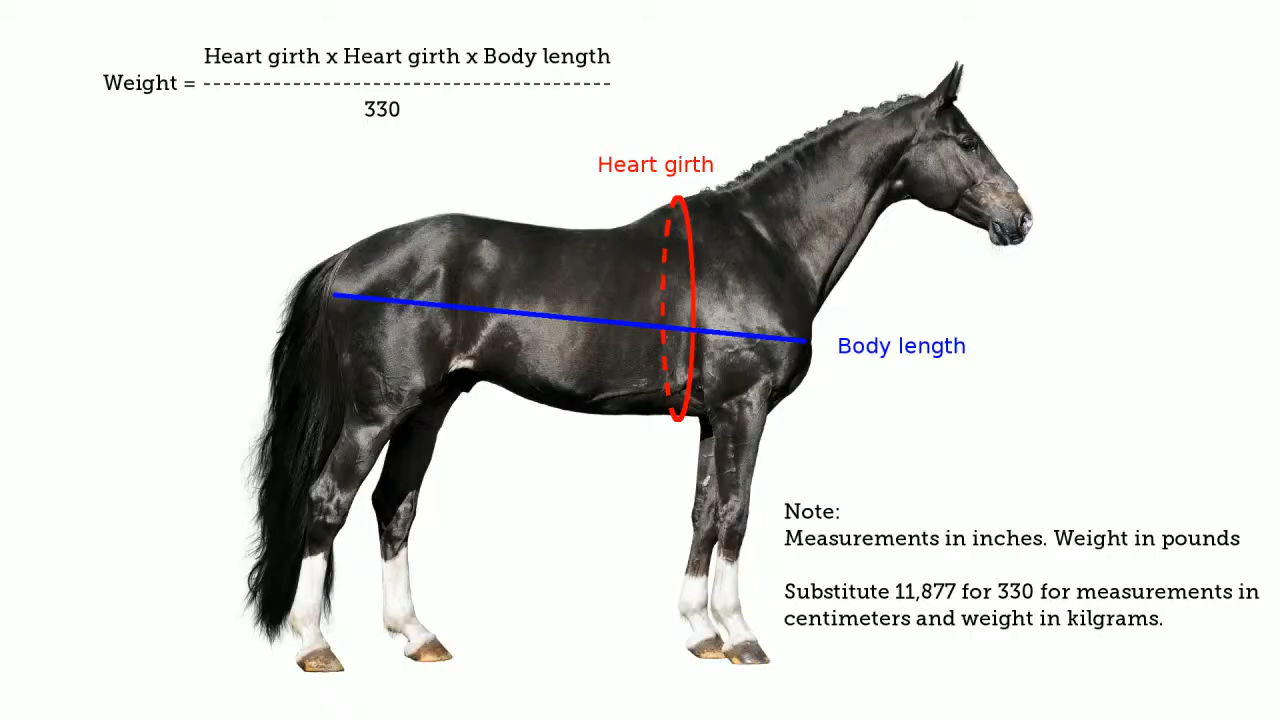 Heart girth x Heart girth x Body length
Weight = -----------------------------------------
330
Heart girth
Body length
Note:
Measurements in inches. Weight in pounds
Substitute 11,877 for 330 for measurements in
centimeters and weight in kilgrams.